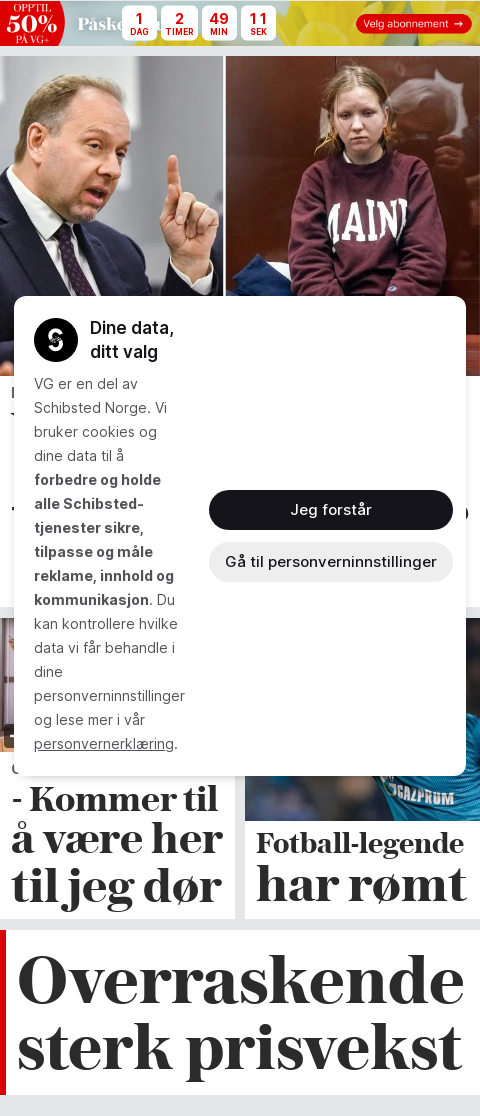 OPPTIL
50%
PÅ VG+
1
DAG
2
TIMER
49
MIN
11
SEK
Velg abonnement →
MAINE
Dine data,
ditt valg
VG er en del av
Schibsted Norge. Vi
bruker cookies og
dine data til å
forbedre og holde
alle Schibsted-
tjenester sikre,
tilpasse og måle
reklame, innhold og
kommunikasjon. Du
kan kontrollere hvilke
data vi får behandle i
dine
personverninnstillinger
og lese mer i vår
personvernerklæring.
Jeg forstår
Gå til personverninnstillinger
GAZPROM
- Kommer til
å være her
til jeg dør
Fotball-legende
har rømt
Overraskende
sterk prisvekst